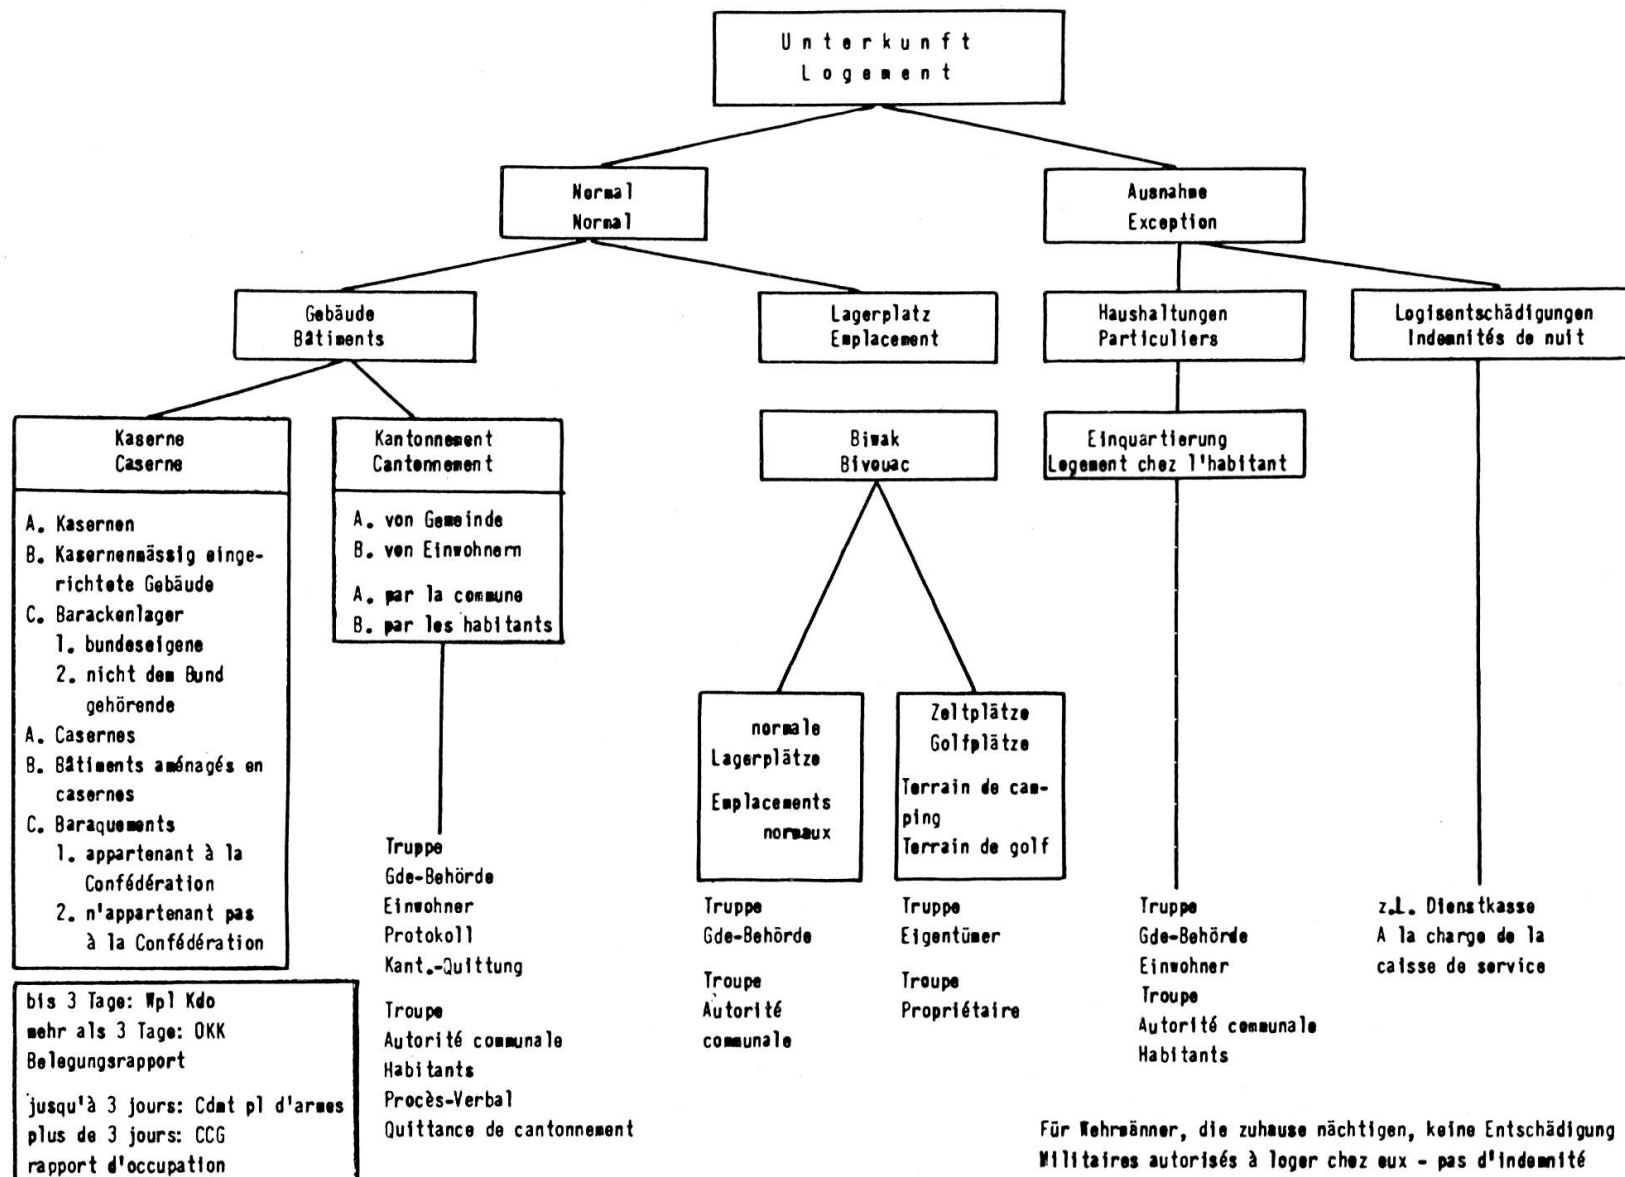 Unterkunft
Logement
Normal
Normal
Ausnahme
Exception
Gebäude
Bâtiments
Lagerplatz
Emplacement
Haushaltungen
Particuliers
Logisentschädigungen
Indemnités de nuit
Kaserne
Caserne
A. Kasernen
B. Kasernenmässig einge-
richtete Gebäude
C. Barackenlager
1. bundeseigene
2. nicht dem Bund
gehörende
A. Casernes
B. Bâtiments aménagés en
casernes
C. Baraquements
1. appartenant à la
Confédération
2. n'appartenant pas
à la Confédération
bis 3 Tage: Wpl Kdo
mehr als 3 Tage: OKK
Belegungsrapport
jusqu'à 3 jours: Cdmt pl d'armes
plus de 3 jours: CCG
rapport d'occupation
Kantonnement
Cantonnement
A. von Gemeinde
B. von Einwohnern
A. par la commune
B. par les habitants
Truppe
Gde-Behörde
Einwohner
Protokoll
Kant.-Quittung
Troupe
Autorité communale
Habitants
Procès-Verbal
Quittance de cantonnement
Biwak
Bivouac
normale
Lagerplätze
Emplacements
normaux
Truppe
Gde-Behörde
Troupe
Autorité
communale
Zeltplätze
Golfplätze
Terrain de cam-
ping
Terrain de golf
Truppe
Eigentümer
Troupe
Propriétaire
Einquartierung
Logement chez l'habitant
Truppe
Gde-Behörde
Einwohner
Troupe
Autorité communale
Habitants
z.L. Dienstkasse
A la charge de la
caisse de service
Für Wehrmänner, die zuhause nächtigen, keine Entschädigung
Militaires autorisés à loger chez eux - pas d'indemnité